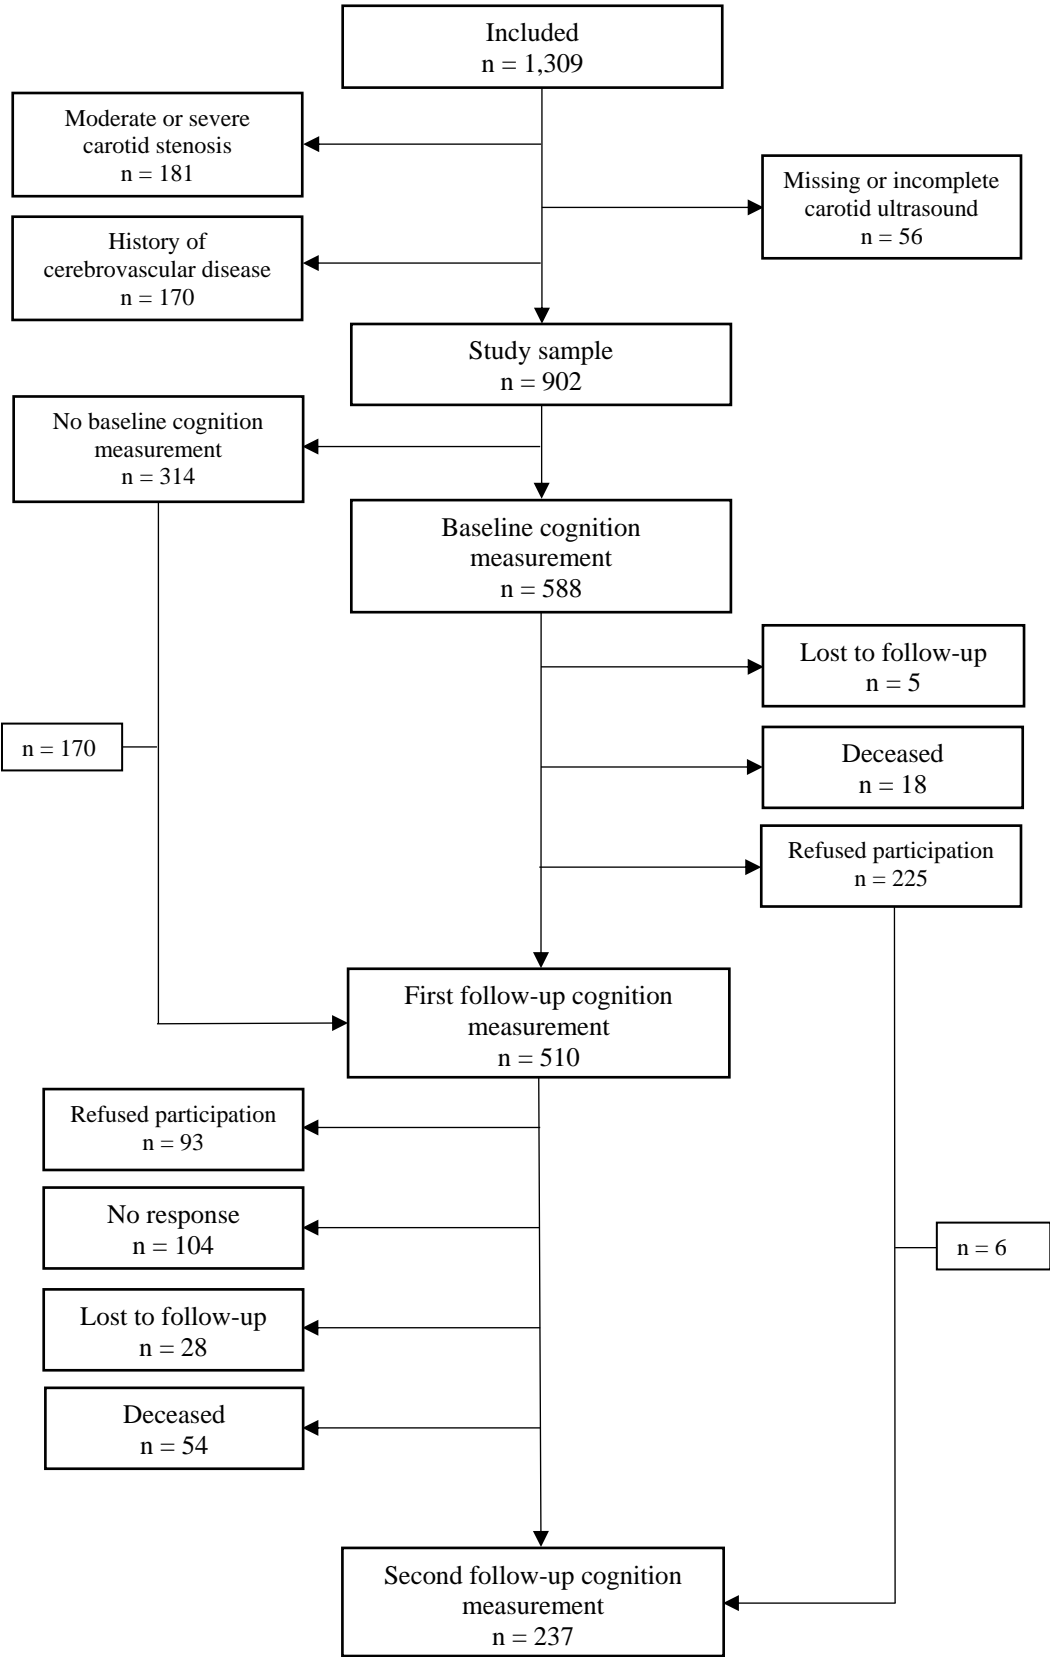 Included
n = 1,309
Moderate or severe
carotid stenosis
n = 181
Missing or incomplete
carotid ultrasound
n = 56
History of
cerebrovascular disease
n = 170
Study sample
n = 902
No baseline cognition
measurement
n = 314
Baseline cognition
measurement
n = 588
Lost to follow-up
n = 5
n = 170
Deceased
n = 18
Refused participation
n = 225
First follow-up cognition
measurement
n = 510
Refused participation
n = 93
No response
n = 104
n = 6
Lost to follow-up
n = 28
Deceased
n = 54
Second follow-up cognition
measurement
n = 237